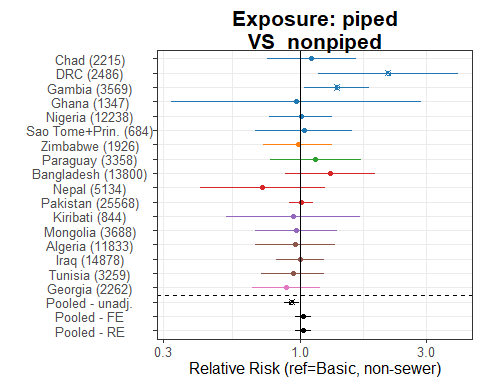 Exposure: piped
VS nonpiped
Chad (2215)
DRC (2486)
Gambia (3569)
Ghana (1347)
Nigeria (12238)
Sao Tome+Prin. (684)
Zimbabwe (1926)
Paraguay (3358)
Bangladesh (13800)
Nepal (5134)
Pakistan (25568)
Kiribati (844)
Mongolia (3688)
Algeria (11833)
Iraq (14878)
Tunisia (3259)
Georgia (2262)
Pooled - unadj.
Pooled - FE
Pooled - RE
0.3 1.0 3.0
Relative Risk (ref=Basic, non-sewer)